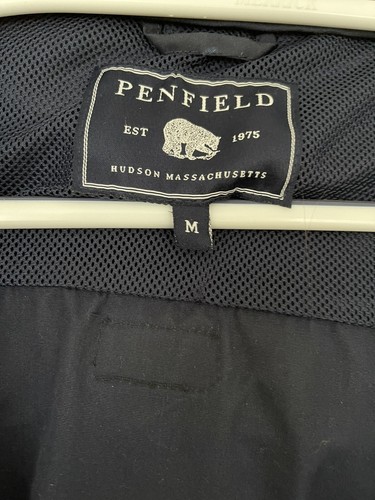 PENFIELD
EST 1975
HUDSON MASSACHUSETTS
M